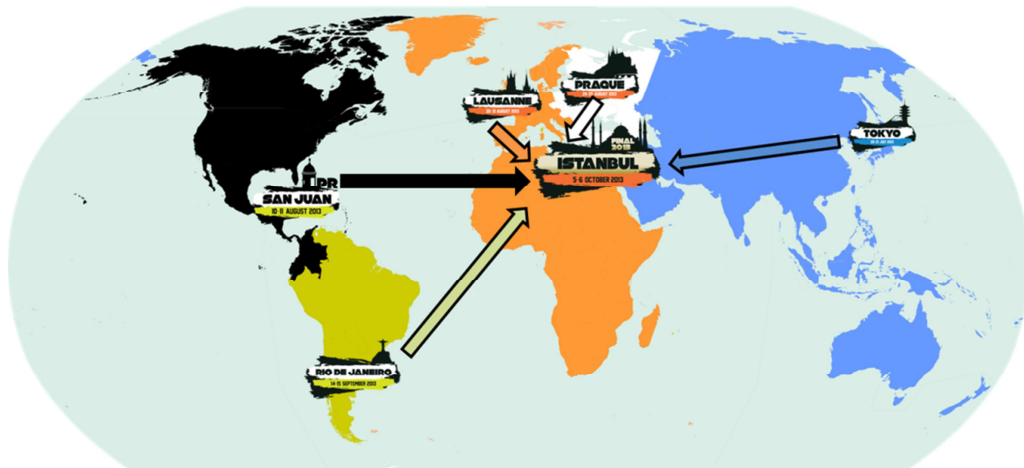 PRAQUE
LAUSANNE
TOKYO
FINAL
2013
ISTANBUL
5-6 OCTOBER 2013
PR
SAN JUAN
10-11 AUGUST 2013
RIO DE JANEIRO
14-15 SEPTEMBER 2013